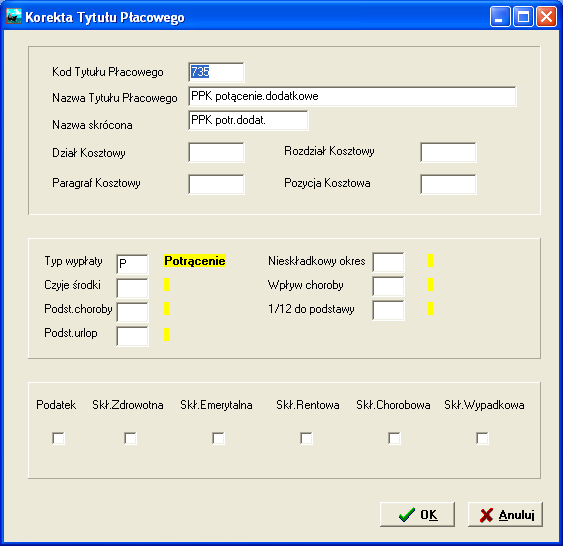 Korekta Tytułu Płacowego
Kod Tytułu Płacowego 735
Nazwa Tytułu Płacowego PPK potącenie.dodatkowe
Nazwa skrócona PPK potr.dodat.
Dział Kosztowy Rozdział Kosztowy
Paragraf Kosztowy Pozycja Kosztowa
Typ wypłaty P Potrącenie Nieskładkowy okres
Czyje środki Wpływ choroby
Podst.choroby 1/12 do podstawy
Podst.urlop
Podatek Skł.Zdrowotna Skł.Emerytalna Skł.Rentowa Skł.Chorobowa Skł.Wypadkowa
OK Anuluj